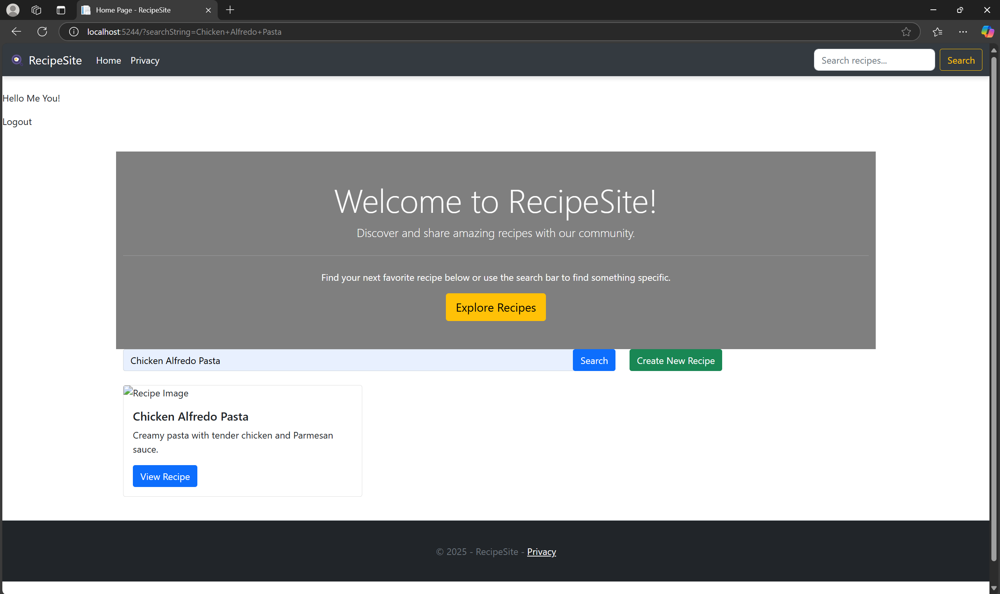 Home Page - RecipeSite
localhost:5244/?searchString=Chicken+Alfredo+Pasta
RecipeSite Home Privacy Search recipes... Search
Hello Me You!
Logout
Welcome to RecipeSite!
Discover and share amazing recipes with our community.
Find your next favorite recipe below or use the search bar to find something specific.
Explore Recipes
Chicken Alfredo Pasta Search Create New Recipe
Recipe Image
Chicken Alfredo Pasta
Creamy pasta with tender chicken and Parmesan
sauce.
View Recipe
© 2025 - RecipeSite - Privacy